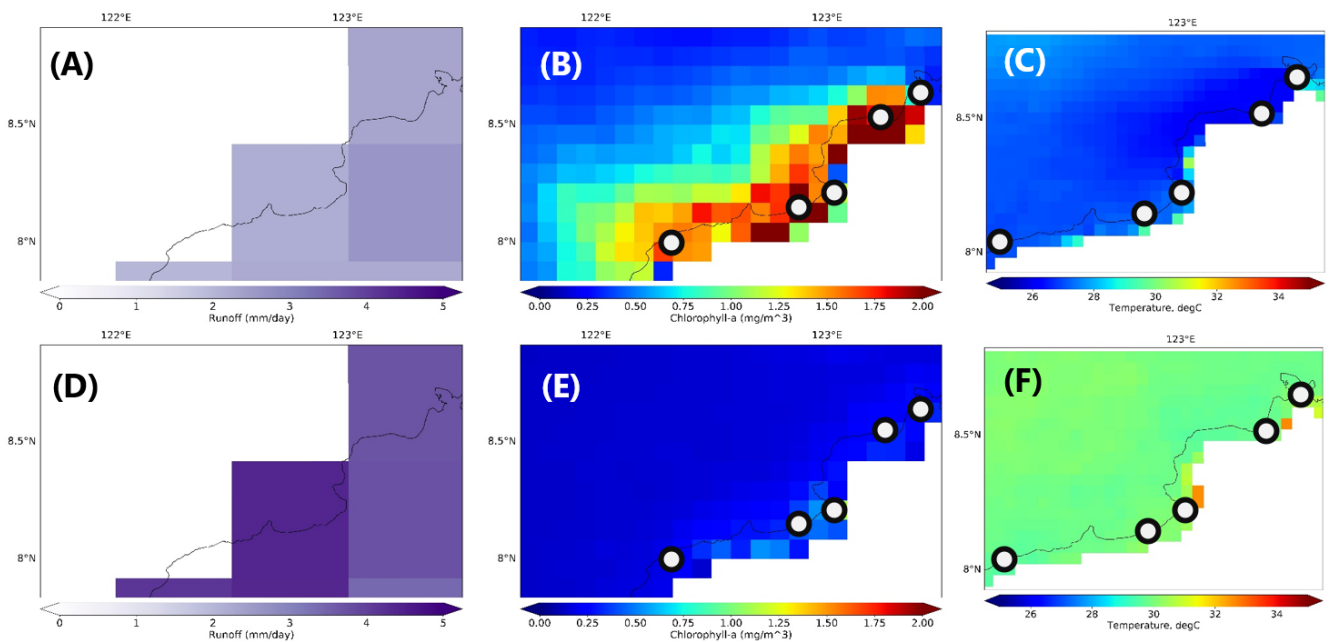 122°E 123°E 122°E 123°E 123°E
(A) (B) (C)
8.5°N 8.5°N 8.5°N
8°N 8°N 8°N
0 1 2 3 4 5 0.00 0.25 0.50 0.75 1.00 1.25 1.50 1.75 2.00 26 28 30 32 34
Runoff (mm/day) Chlorophyll-a (mg/m^3) Temperature, degC
122°E 123°E 122°E 123°E 123°E
(D) (E) (F)
8.5°N 8.5°N 8.5°N
8°N 8°N 8°N
0 1 2 3 4 5 0.00 0.25 0.50 0.75 1.00 1.25 1.50 1.75 2.00 26 28 30 32 34
Runoff (mm/day) Chlorophyll-a (mg/m^3) Temperature, degC